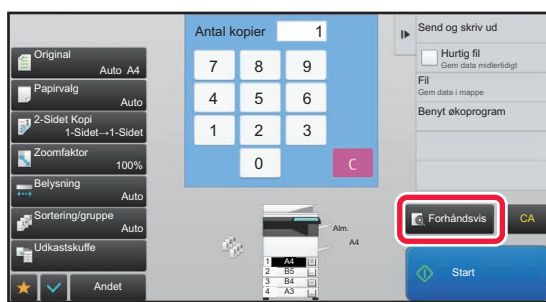 Original
Auto A4
Papirvalg
Auto
2-Sidet Kopi
1-Sidet→1-Sidet
Zoomfaktor
100%
Belysning
Auto
Sortering/gruppe
Auto
Udkastskuffe
Andet
Antal kopier 1
7 8 9
4 5 6
1 2 3
0 C
Alm.
A4
1 A4
2 B5
3 B4
4 A3
Send og skriv ud
Hurtig fil
Gem data midlertidigt
Fil
Gem data i mappe
Benyt økoprogram
Forhåndsvis CA
Start